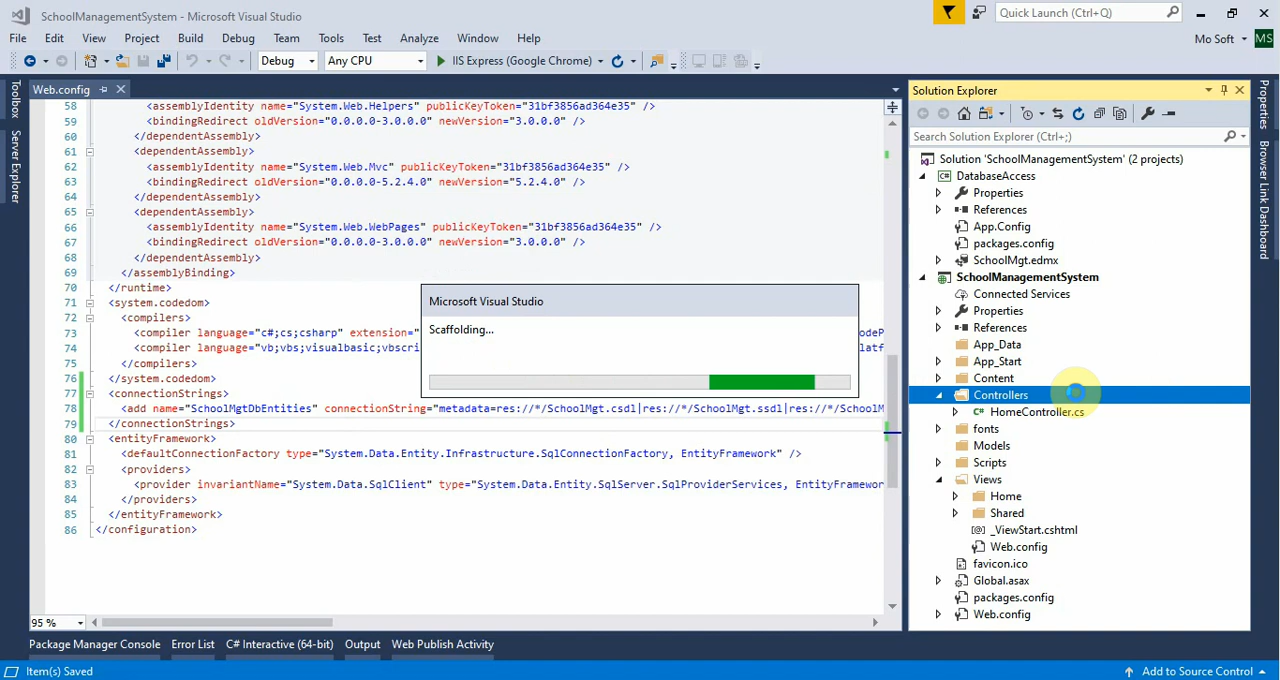 SchoolManagementSystem - Microsoft Visual Studio
Quick Launch (Ctrl+Q)
File Edit View Project Build Debug Team Tools Test Analyze Window Help
Mo Soft MS
Debug Any CPU IIS Express (Google Chrome)
Toolbox
Server Explorer
Web.config
58 <assemblyIdentity name="System.Web.Helpers" publicKeyToken="31bf3856ad364e35" />
59 <bindingRedirect oldVersion="0.0.0.0-3.0.0.0" newVersion="3.0.0.0" />
60 </dependentAssembly>
61 <dependentAssembly>
62 <assemblyIdentity name="System.Web.Mvc" publicKeyToken="31bf3856ad364e35" />
63 <bindingRedirect oldVersion="0.0.0.0-5.2.4.0" newVersion="5.2.4.0" />
64 </dependentAssembly>
65 <dependentAssembly>
66 <assemblyIdentity name="System.Web.WebPages" publicKeyToken="31bf3856ad364e35" />
67 <bindingRedirect oldVersion="0.0.0.0-3.0.0.0" newVersion="3.0.0.0" />
68 </dependentAssembly>
69 </assemblyBinding>
70 </runtime>
71 <system.codedom>
72 <compilers>
73 <compiler language="c#;cs;csharp" extension="
74 <compiler language="vb;vbs;visualbasic;vbscri
75 </compilers>
76 </system.codedom>
77 <connectionStrings>
78 <add name="SchoolMgtDbEntities" connectionString="metadata=res://*/SchoolMgt.csdl|res://*/SchoolMgt.ssdl|res://*/SchoolM
79 </connectionStrings>
80 <entityFramework>
81 <defaultConnectionFactory type="System.Data.Entity.Infrastructure.SqlConnectionFactory, EntityFramework" />
82 <providers>
83 <provider invariantName="System.Data.SqlClient" type="System.Data.Entity.SqlServer.SqlProviderServices, EntityFramewor
84 </providers>
85 </entityFramework>
86 </configuration>
Microsoft Visual Studio
Scaffolding...
95 %
Solution Explorer
Search Solution Explorer (Ctrl+;)
Solution 'SchoolManagementSystem' (2 projects)
DatabaseAccess
Properties
References
App.Config
packages.config
SchoolMgt.edmx
SchoolManagementSystem
Connected Services
Properties
References
App_Data
App_Start
Content
Controllers
HomeController.cs
fonts
Models
Scripts
Views
Home
Shared
_ViewStart.cshtml
Web.config
favicon.ico
Global.asax
packages.config
Web.config
Properties
Browser Link Dashboard
Package Manager Console Error List C# Interactive (64-bit) Output Web Publish Activity
Item(s) Saved
Add to Source Control